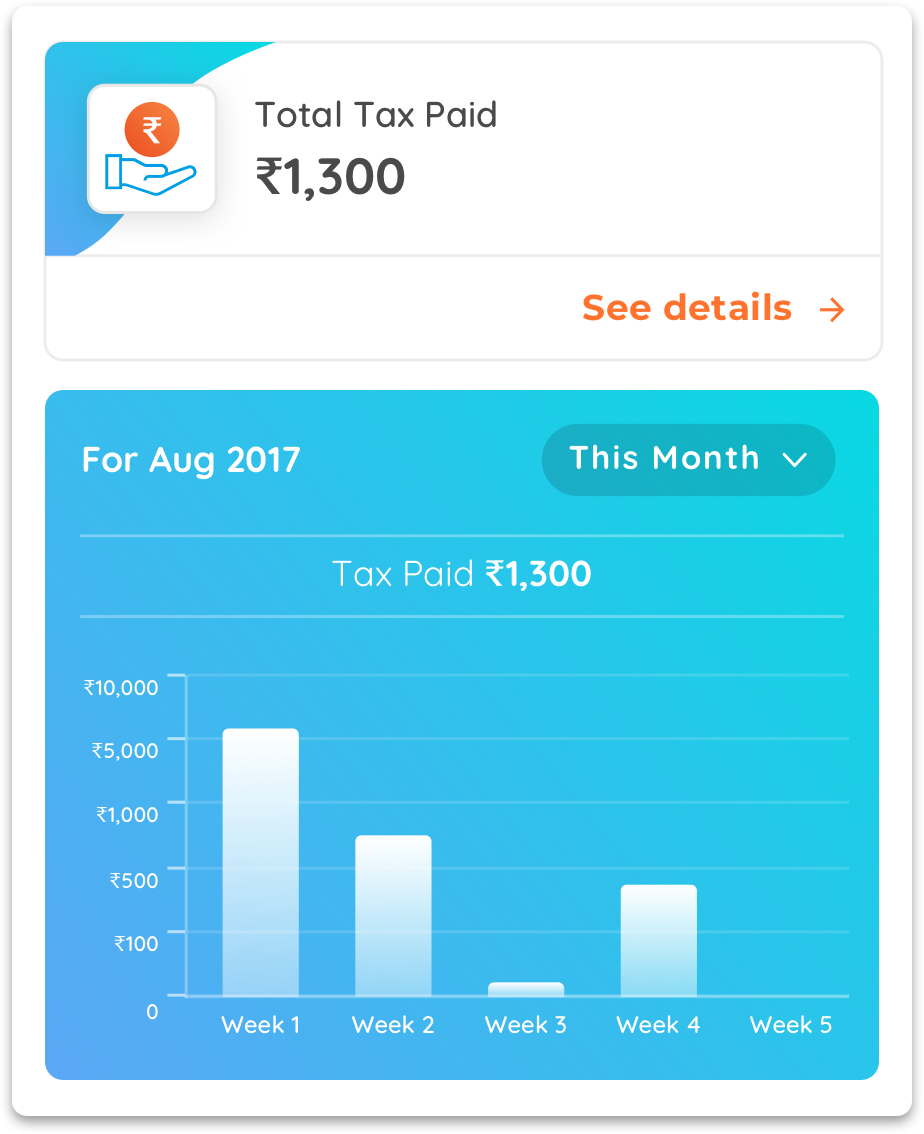 ₹
Total Tax Paid
₹1,300
See details →
For Aug 2017
This Month
Tax Paid ₹1,300
₹10,000
₹5,000
₹1,000
₹500
₹100
0
Week 1 Week 2 Week 3 Week 4 Week 5